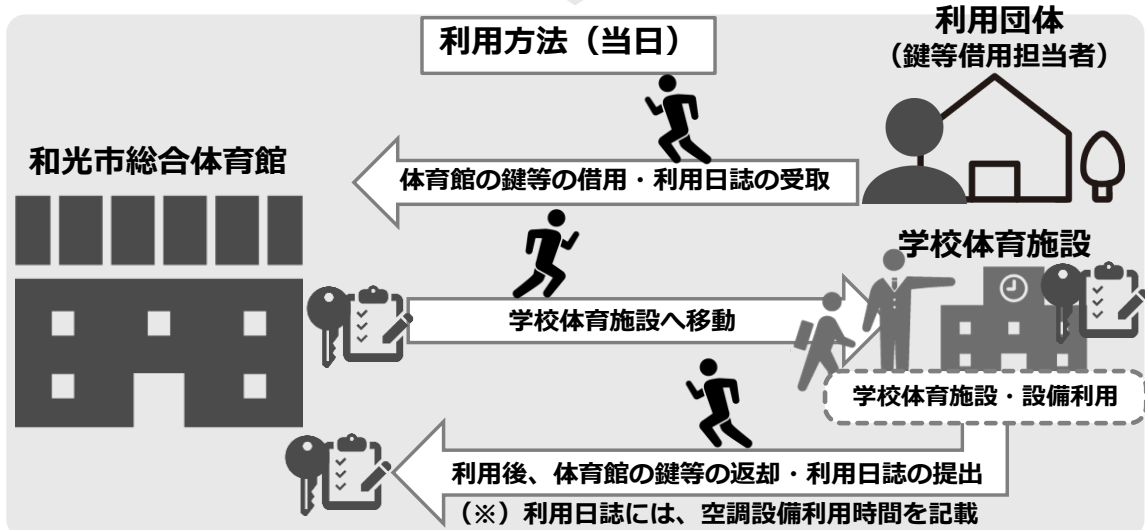 利用方法（当日）
利用団体
（鍵等借用担当者）
和光市総合体育館
体育館の鍵等の借用・利用日誌の受取
学校体育施設
学校体育施設へ移動
学校体育施設・設備利用
利用後、体育館の鍵等の返却・利用日誌の提出
（※）利用日誌には、空調設備利用時間を記載